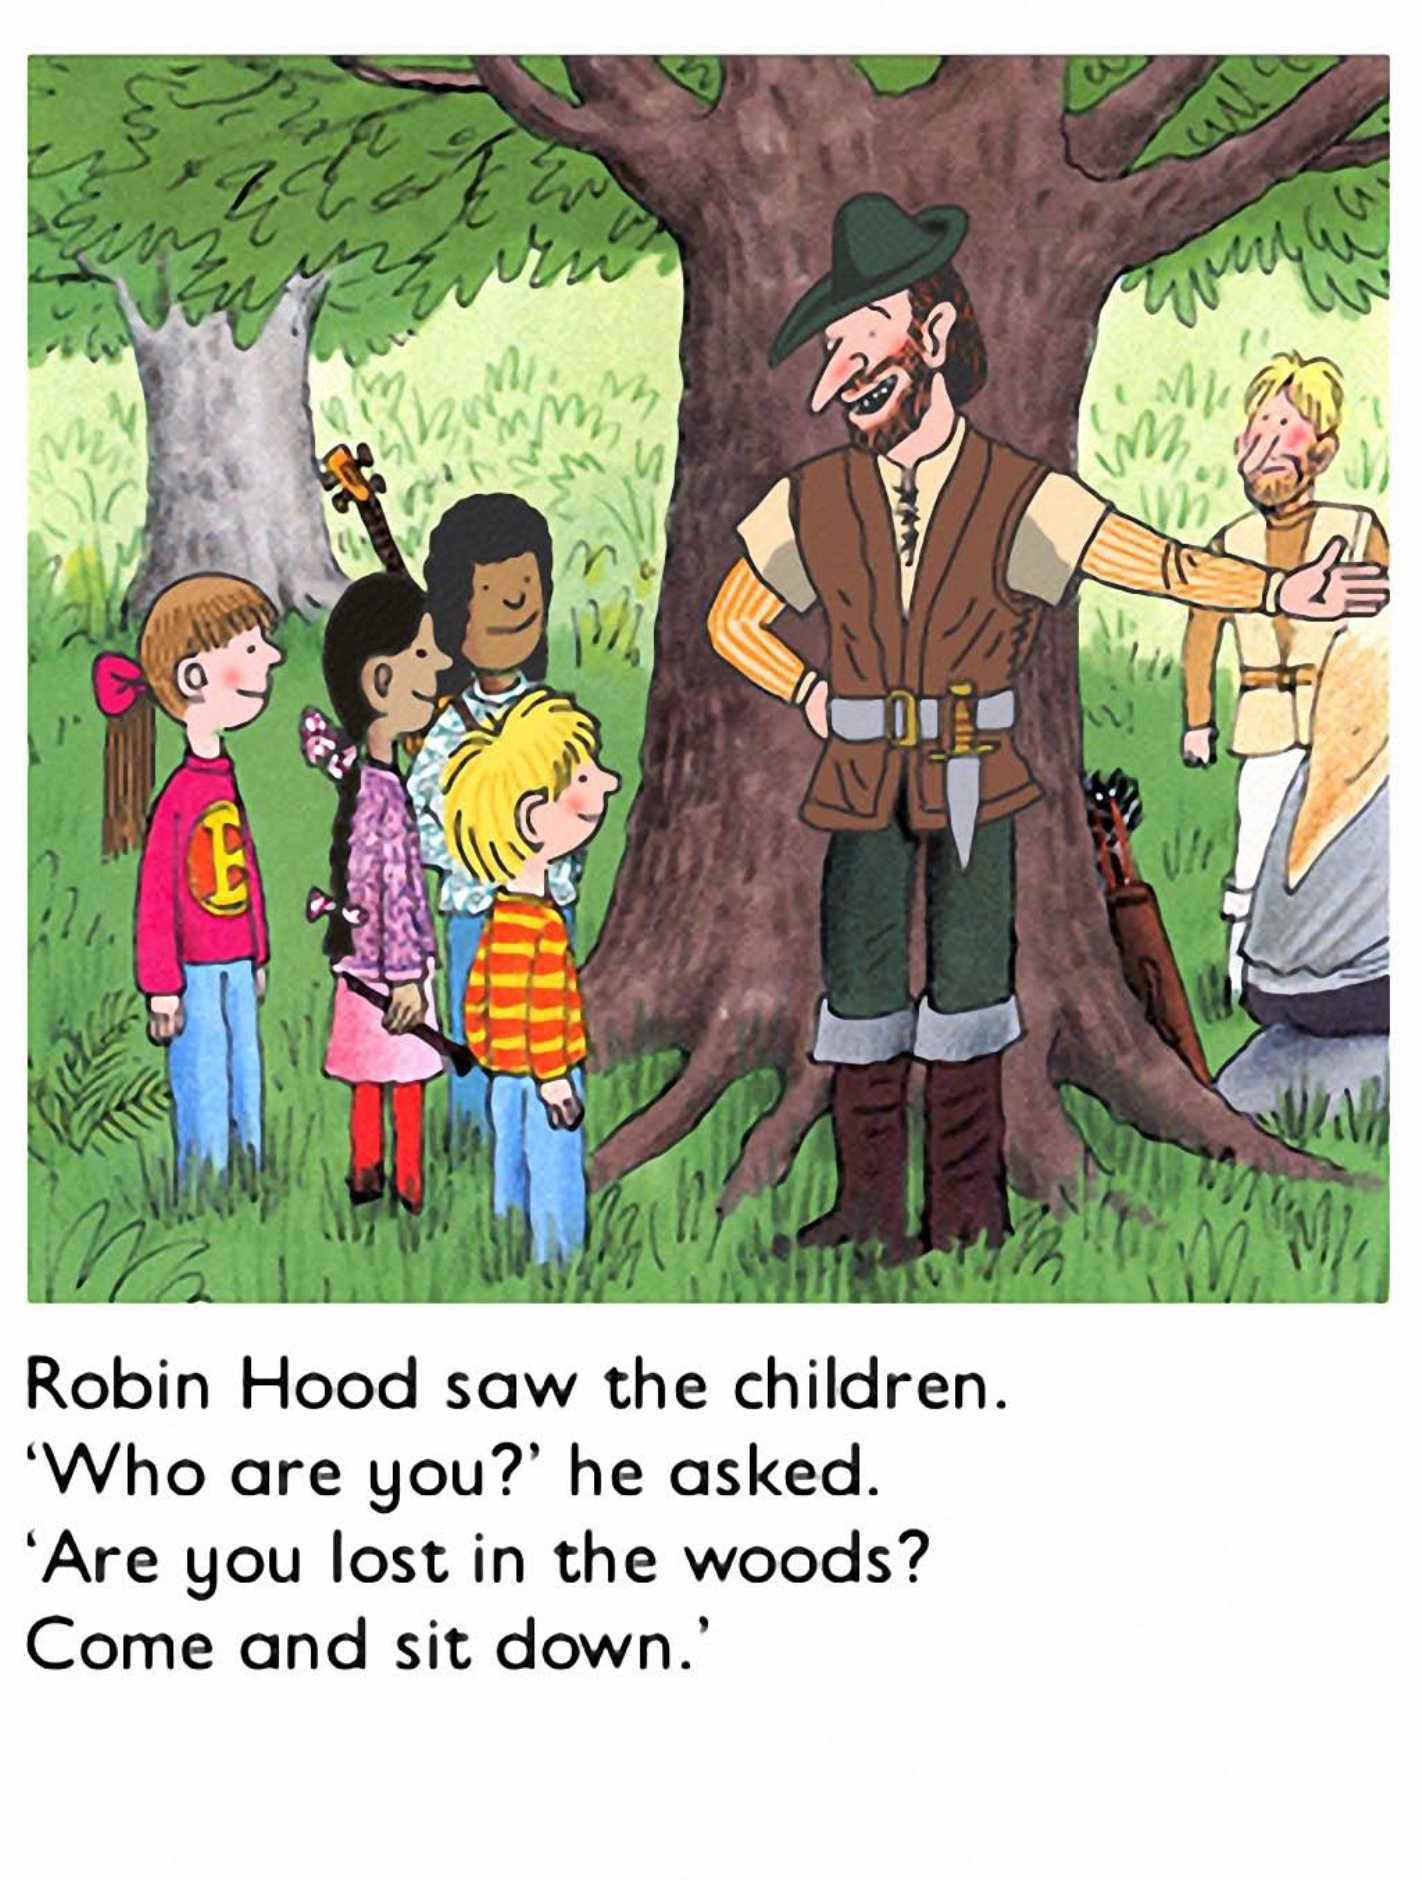 B
Robin Hood saw the children.
‘Who are you?’ he asked.
‘Are you lost in the woods?
Come and sit down.’